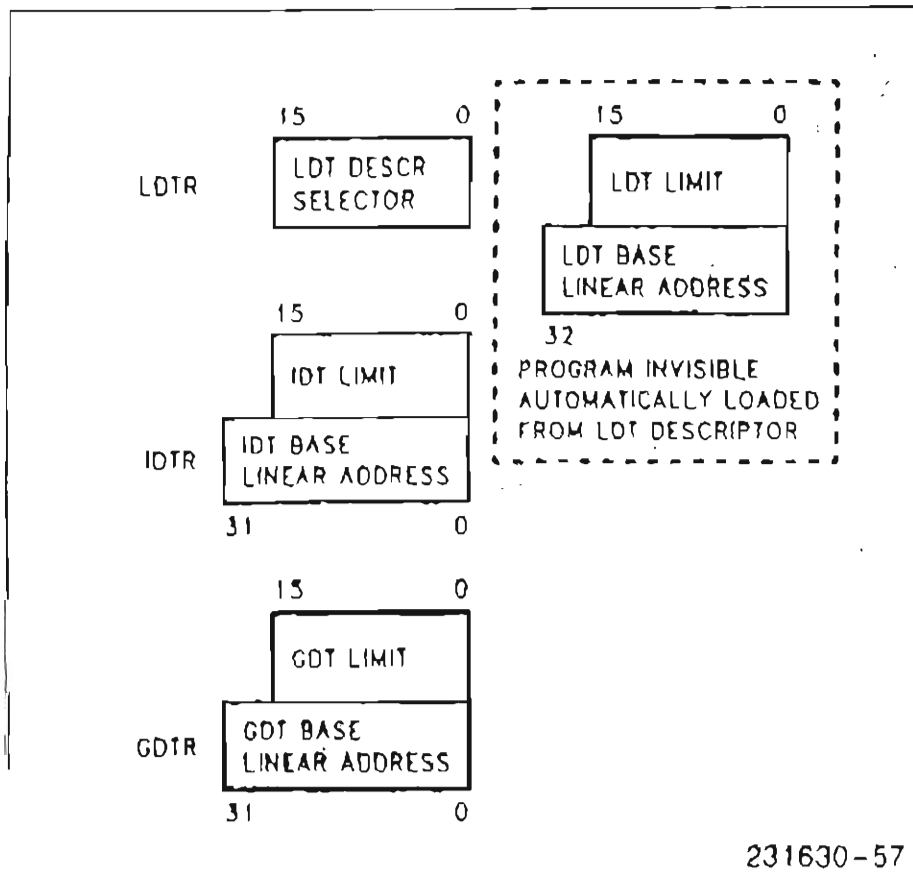 15 0
LDTR
LDT DESCR
SELECTOR
15 0
LDT LIMIT
LDT BASE
LINEAR ADDRESS
32
PROGRAM INVISIBLE
AUTOMATICALLY LOADED
FROM LDT DESCRIPTOR
15 0
IDTR
IDT LIMIT
IDT BASE
LINEAR ADDRESS
31 0
15 0
GDTR
GDT LIMIT
GDT BASE
LINEAR ADDRESS
31 0
231630-57